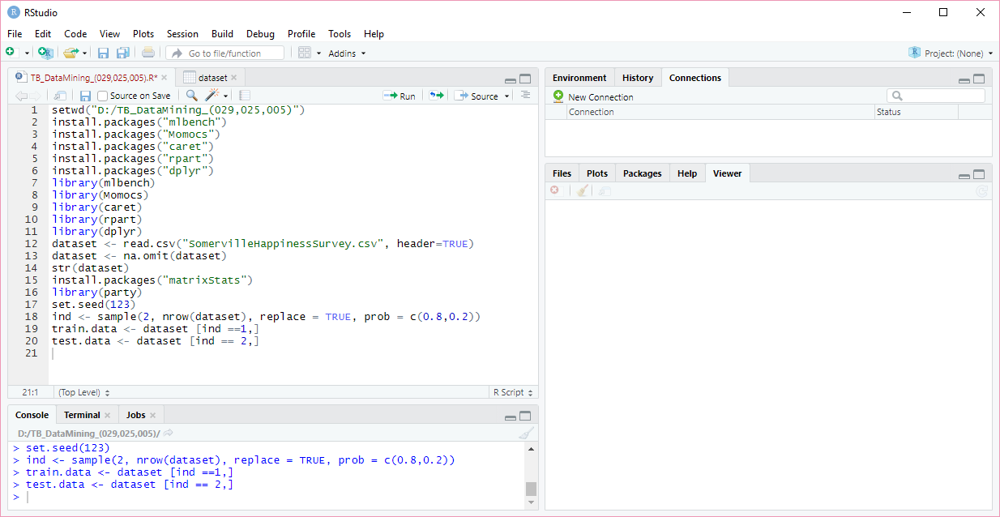 RStudio
File Edit Code View Plots Session Build Debug Profile Tools Help
Go to file/function Addins Project: (None)
TB_DataMining_(029,025,005).R* dataset
Source on Save Run Source
1 setwd("D:/TB_DataMining_(029,025,005)")
2 install.packages("mlbench")
3 install.packages("Momocs")
4 install.packages("caret")
5 install.packages("rpart")
6 install.packages("dplyr")
7 library(mlbench)
8 library(Momocs)
9 library(caret)
10 library(rpart)
11 library(dplyr)
12 dataset <- read.csv("SomervilleHappinessSurvey.csv", header=TRUE)
13 dataset <- na.omit(dataset)
14 str(dataset)
15 install.packages("matrixStats")
16 library(party)
17 set.seed(123)
18 ind <- sample(2, nrow(dataset), replace = TRUE, prob = c(0.8,0.2))
19 train.data <- dataset [ind ==1,]
20 test.data <- dataset [ind == 2,]
21
21:1 (Top Level) R Script
Console Terminal Jobs
D:/TB_DataMining_(029,025,005)/
> set.seed(123)
> ind <- sample(2, nrow(dataset), replace = TRUE, prob = c(0.8,0.2))
> train.data <- dataset [ind ==1,]
> test.data <- dataset [ind == 2,]
>
Environment History Connections
New Connection
Connection Status
Files Plots Packages Help Viewer